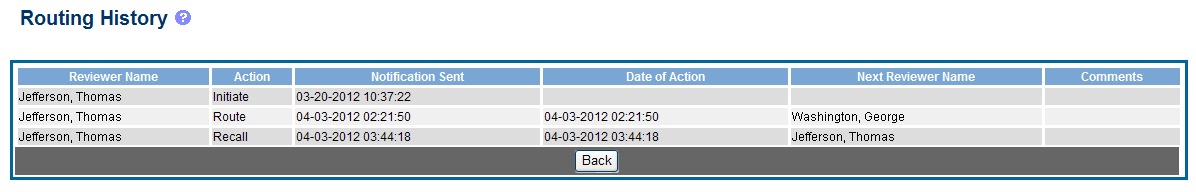 Routing History ?
Reviewer Name Action Notification Sent Date of Action Next Reviewer Name Comments
Jefferson, Thomas Initiate 03-20-2012 10:37:22
Jefferson, Thomas Route 04-03-2012 02:21:50 04-03-2012 02:21:50 Washington, George
Jefferson, Thomas Recall 04-03-2012 03:44:18 04-03-2012 03:44:18 Jefferson, Thomas
Back